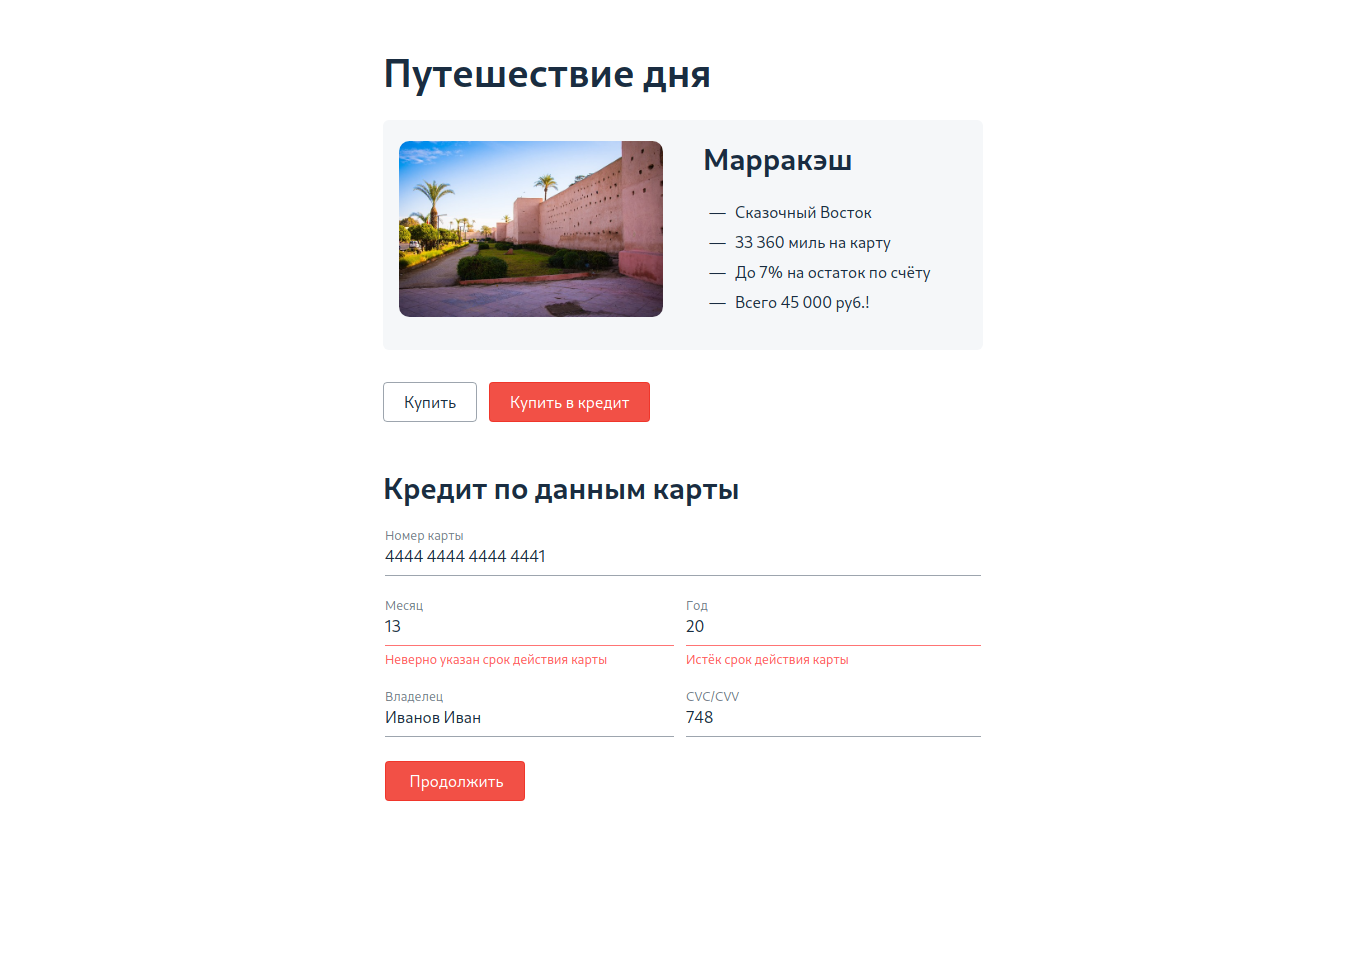 Путешествие дня
Марракэш
— Сказочный Восток
— 33 360 миль на карту
— До 7% на остаток по счёту
— Всего 45 000 руб.!
Купить
Купить в кредит
Кредит по данным карты
Номер карты
4444 4444 4444 4441
Месяц
Год
13
20
Неверно указан срок действия карты
Истёк срок действия карты
Владелец
CVC/CVV
Иванов Иван
748
Продолжить